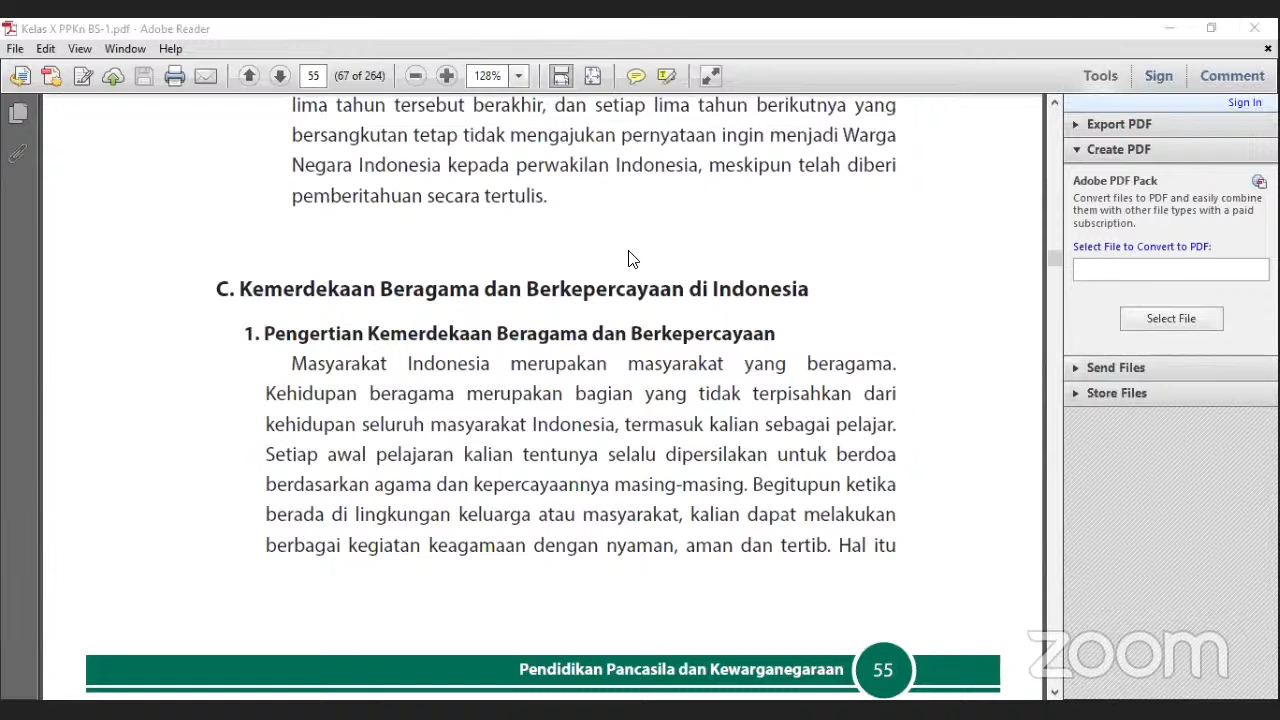 Kelas X PPKn BS-1.pdf - Adobe Reader
File Edit View Window Help
55 (67 of 264) 128% Tools Sign Comment
Sign In
Export PDF
Create PDF
Adobe PDF Pack
Convert files to PDF and easily combine
them with other file types with a paid
subscription.
Select File to Convert to PDF:
Select File
Send Files
Store Files
lima tahun tersebut berakhir, dan setiap lima tahun berikutnya yang
bersangkutan tetap tidak mengajukan pernyataan ingin menjadi Warga
Negara Indonesia kepada perwakilan Indonesia, meskipun telah diberi
pemberitahuan secara tertulis.
C. Kemerdekaan Beragama dan Berkepercayaan di Indonesia
1. Pengertian Kemerdekaan Beragama dan Berkepercayaan
Masyarakat Indonesia merupakan masyarakat yang beragama.
Kehidupan beragama merupakan bagian yang tidak terpisahkan dari
kehidupan seluruh masyarakat Indonesia, termasuk kalian sebagai pelajar.
Setiap awal pelajaran kalian tentunya selalu dipersilakan untuk berdoa
berdasarkan agama dan kepercayaannya masing-masing. Begitupun ketika
berada di lingkungan keluarga atau masyarakat, kalian dapat melakukan
berbagai kegiatan keagamaan dengan nyaman, aman dan tertib. Hal itu
Pendidikan Pancasila dan Kewarganegaraan 55
zoom